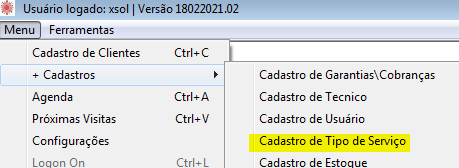 Usuário logado: xsol | Versão 18022021.02
Menu Ferramentas
Cadastro de Clientes Ctrl+C
+ Cadastros
Agenda Ctrl+A
Próximas Visitas Ctrl+V
Configurações
Logon On Ctrl+L
Cadastro de Garantias\Cobranças
Cadastro de Tecnico
Cadastro de Usuário
Cadastro de Tipo de Serviço
Cadastro de Estoque